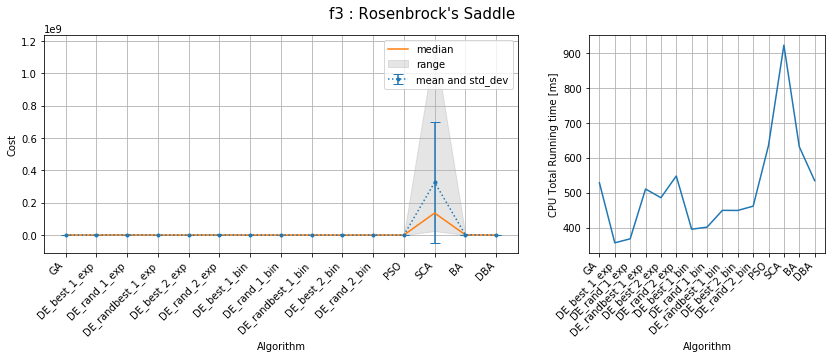 f3 : Rosenbrock's Saddle
1e9
1.2
1.0
0.8
0.6
0.4
0.2
0.0
Cost
median
range
mean and std_dev
GA
DE_best_1_exp
DE_rand_1_exp
DE_randbest_1_exp
DE_best_2_exp
DE_rand_2_exp
DE_best_1_bin
DE_rand_1_bin
DE_randbest_1_bin
DE_best_2_bin
DE_rand_2_bin
PSO
SCA
BA
DBA
Algorithm
900
800
700
600
500
400
CPU Total Running time [ms]
GA
DE_best_1_exp
DE_rand_1_exp
DE_randbest_1_exp
DE_best_2_exp
DE_rand_2_exp
DE_best_1_bin
DE_rand_1_bin
DE_randbest_1_bin
DE_best_2_bin
DE_rand_2_bin
PSO
SCA
BA
DBA
Algorithm